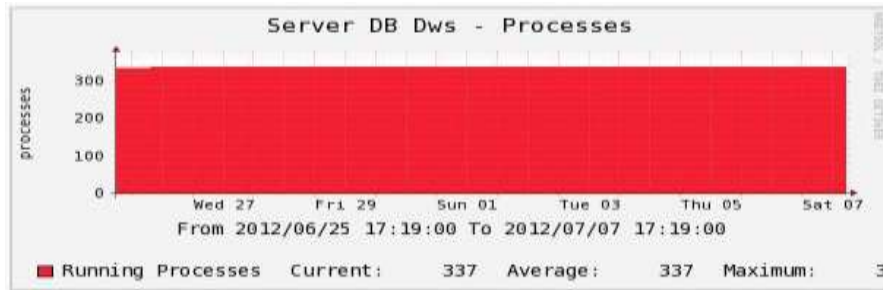 Server DB Dws - Processes
processes
300
200
100
0
Wed 27 Fri 29 Sun 01 Tue 03 Thu 05 Sat 07
From 2012/06/25 17:19:00 To 2012/07/07 17:19:00
Running Processes Current: 337 Average: 337 Maximum: 3